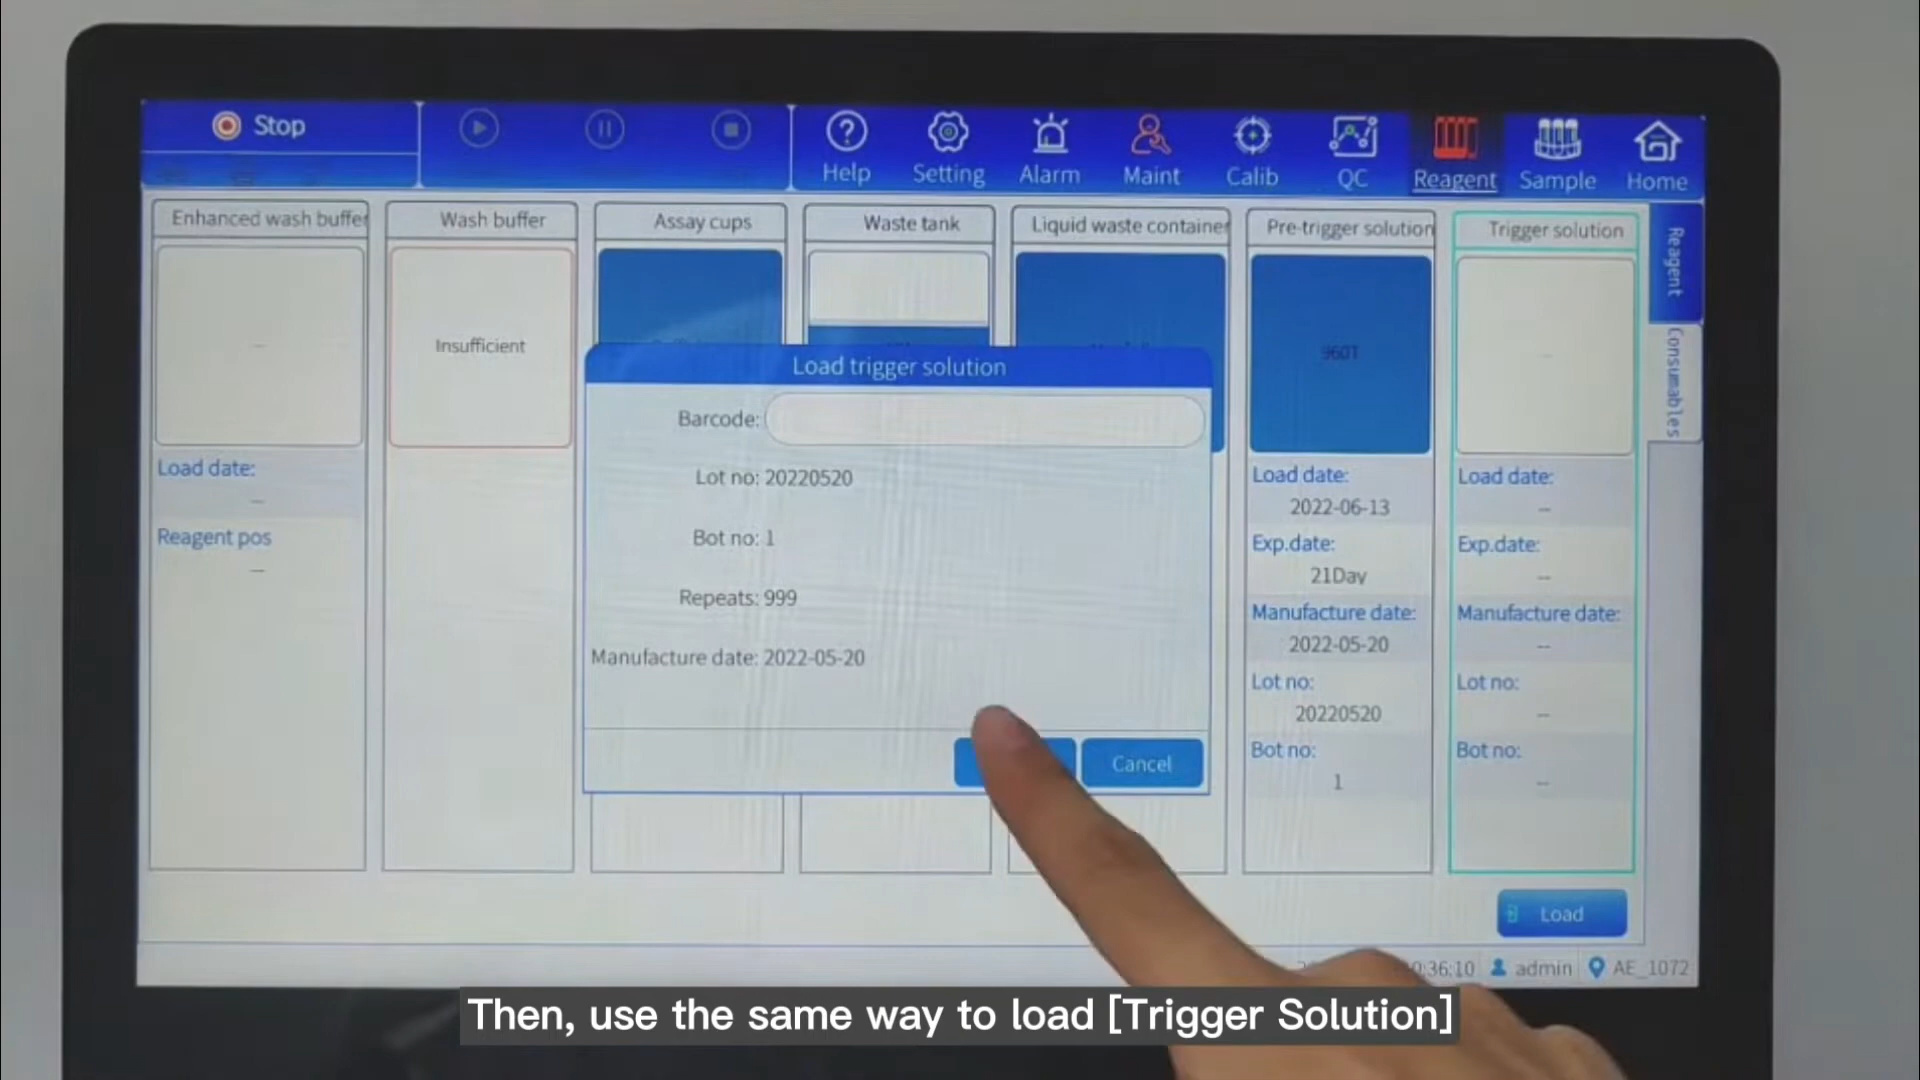 Stop
Help
Setting
Alarm
Maint
Calib
QC
Reagent
Sample
Home
Enhanced wash buffer
Wash buffer
Assay cups
Waste tank
Liquid waste container
Pre-trigger solution
Trigger solution
Reagent
Consumables
--
Insufficient
960T
--
Load trigger solution
Barcode:
Lot no: 20220520
Bot no: 1
Repeats: 999
Manufacture date: 2022-05-20
Cancel
Load date:
--
Reagent pos
--
Load date:
2022-06-13
Exp.date:
21Day
Manufacture date:
2022-05-20
Lot no:
20220520
Bot no:
1
Load date:
--
Exp.date:
--
Manufacture date:
--
Lot no:
--
Bot no:
--
Load
:36:10 admin AE_1072
Then, use the same way to load [Trigger Solution]